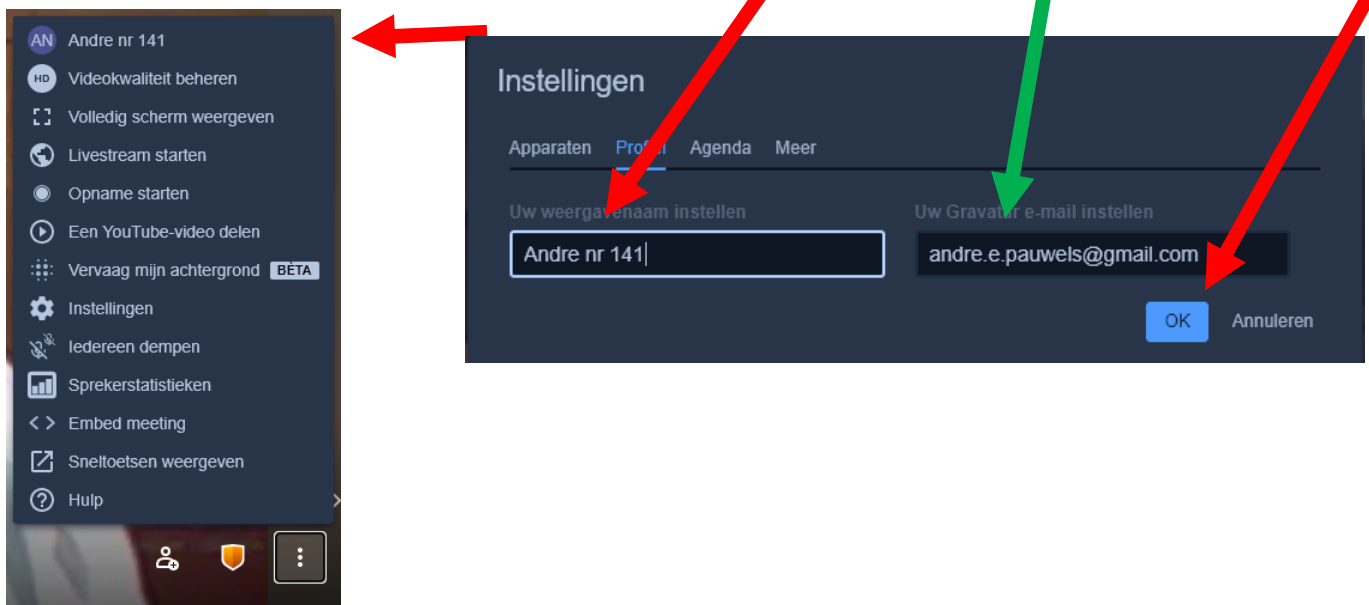 AN Andre nr 141
HD Videokwaliteit beheren
Volledig scherm weergeven
Livestream starten
Opname starten
Een YouTube-video delen
Vervaag mijn achtergrond BÈTA
Instellingen
Iedereen dempen
Sprekerstatistieken
Embed meeting
Sneltoetsen weergeven
Hulp
Instellingen
Apparaten Profiel Agenda Meer
Uw weergavenaam instellen
Andre nr 141
Uw Gravatar e-mail instellen
andre.e.pauwels@gmail.com
OK Annuleren